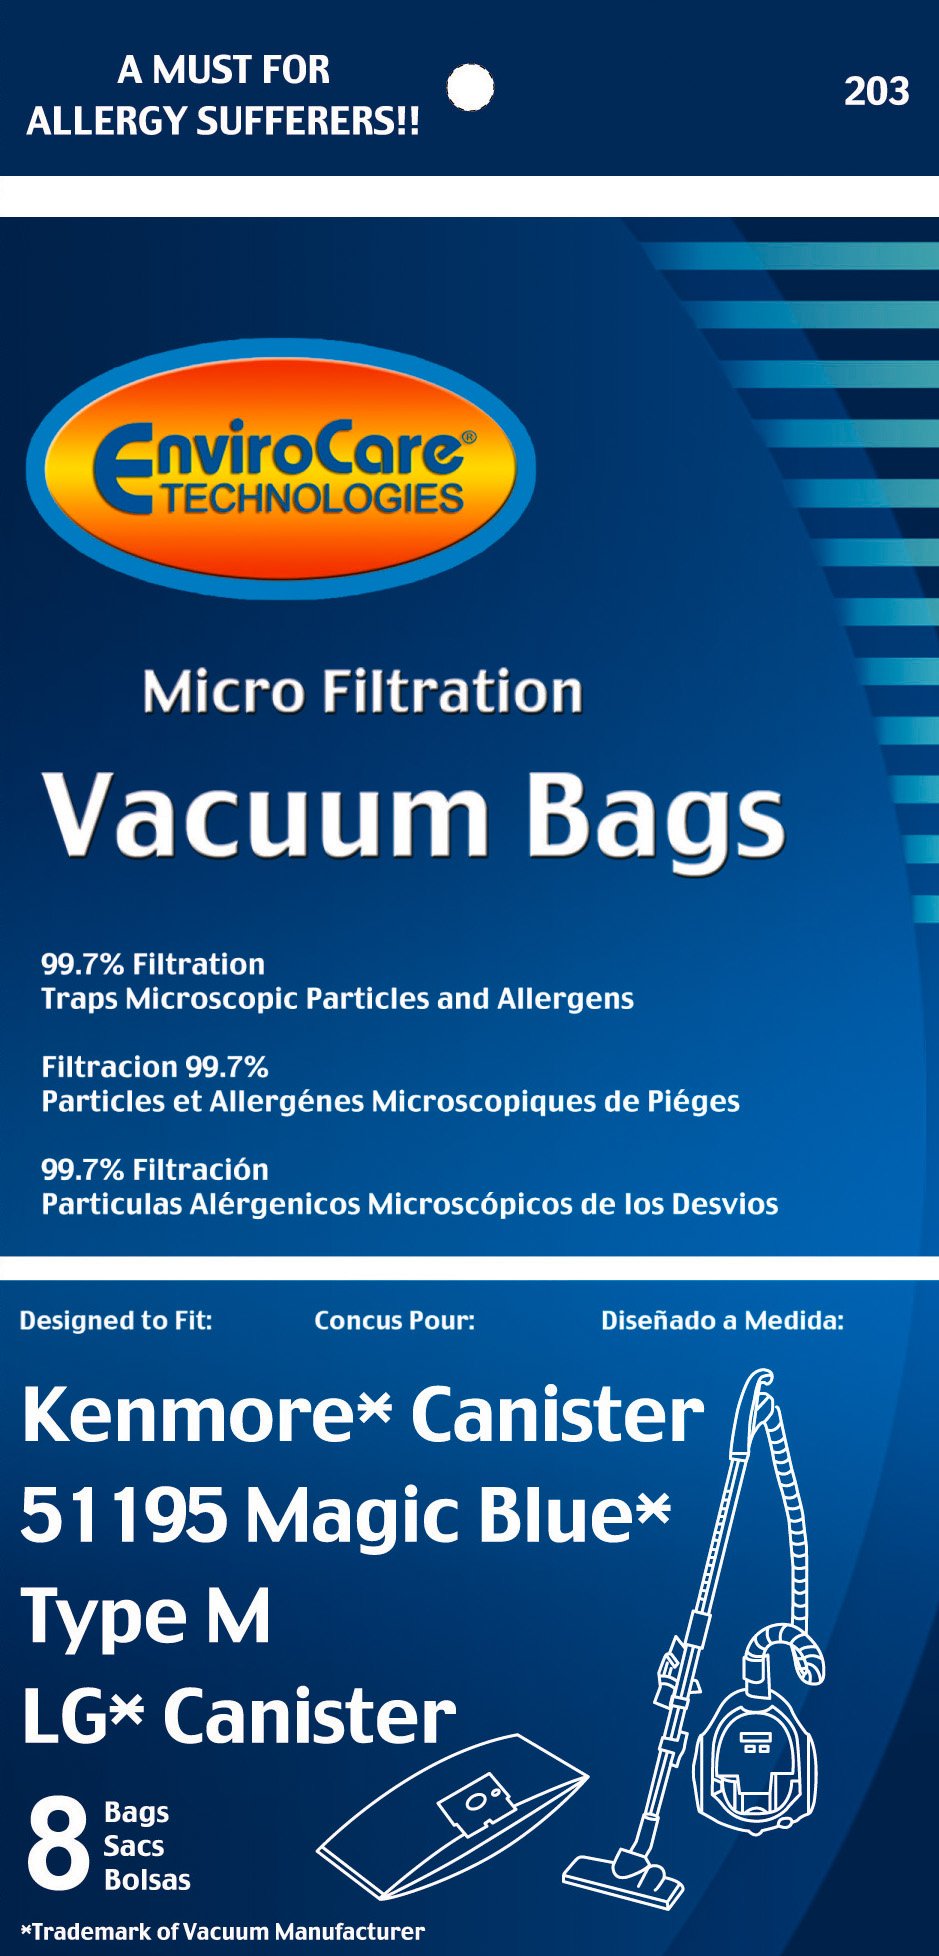 A MUST FOR
ALLERGY SUFFERERS!!
203
EnviroCare®
TECHNOLOGIES
Micro Filtration
Vacuum Bags
99.7% Filtration
Traps Microscopic Particles and Allergens
Filtracion 99.7%
Particles et Allergénes Microscopiques de Piéges
99.7% Filtración
Particulas Alérgenicos Microscópicos de los Desvios
Designed to Fit: Concus Pour: Diseñado a Medida:
Kenmore* Canister
51195 Magic Blue*
Type M
LG* Canister
8 Bags
Sacs
Bolsas
*Trademark of Vacuum Manufacturer